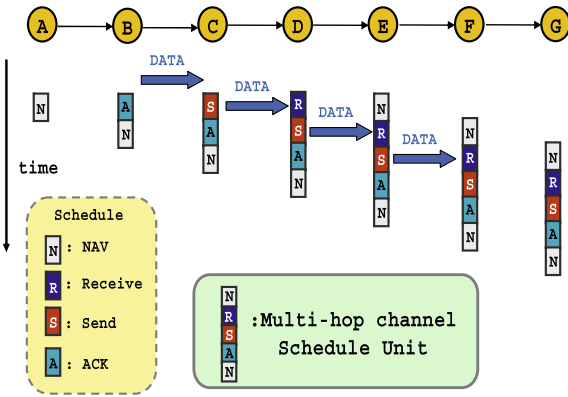 A B C D E F G
DATA
DATA
DATA
DATA
N
A
N
S
A
N
R
S
A
N
N
R
S
A
N
N
R
S
A
N
N
R
S
A
N
time
Schedule
N : NAV
R : Receive
S : Send
A : ACK
N
R
S
A
N
:Multi-hop channel
Schedule Unit